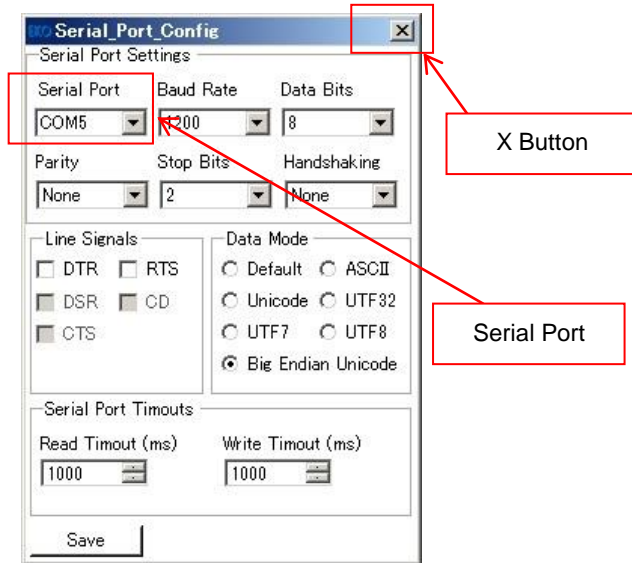 EKO Serial_Port_Config
Serial Port Settings
Serial Port Baud Rate Data Bits
COM5 1200 8
Parity Stop Bits Handshaking
None 2 None
Line Signals
DTR RTS
DSR CD
CTS
Data Mode
Default ASCII
Unicode UTF32
UTF7 UTF8
Big Endian Unicode
Serial Port Timouts
Read Timout (ms) Write Timout (ms)
1000 1000
Save
X Button
Serial Port